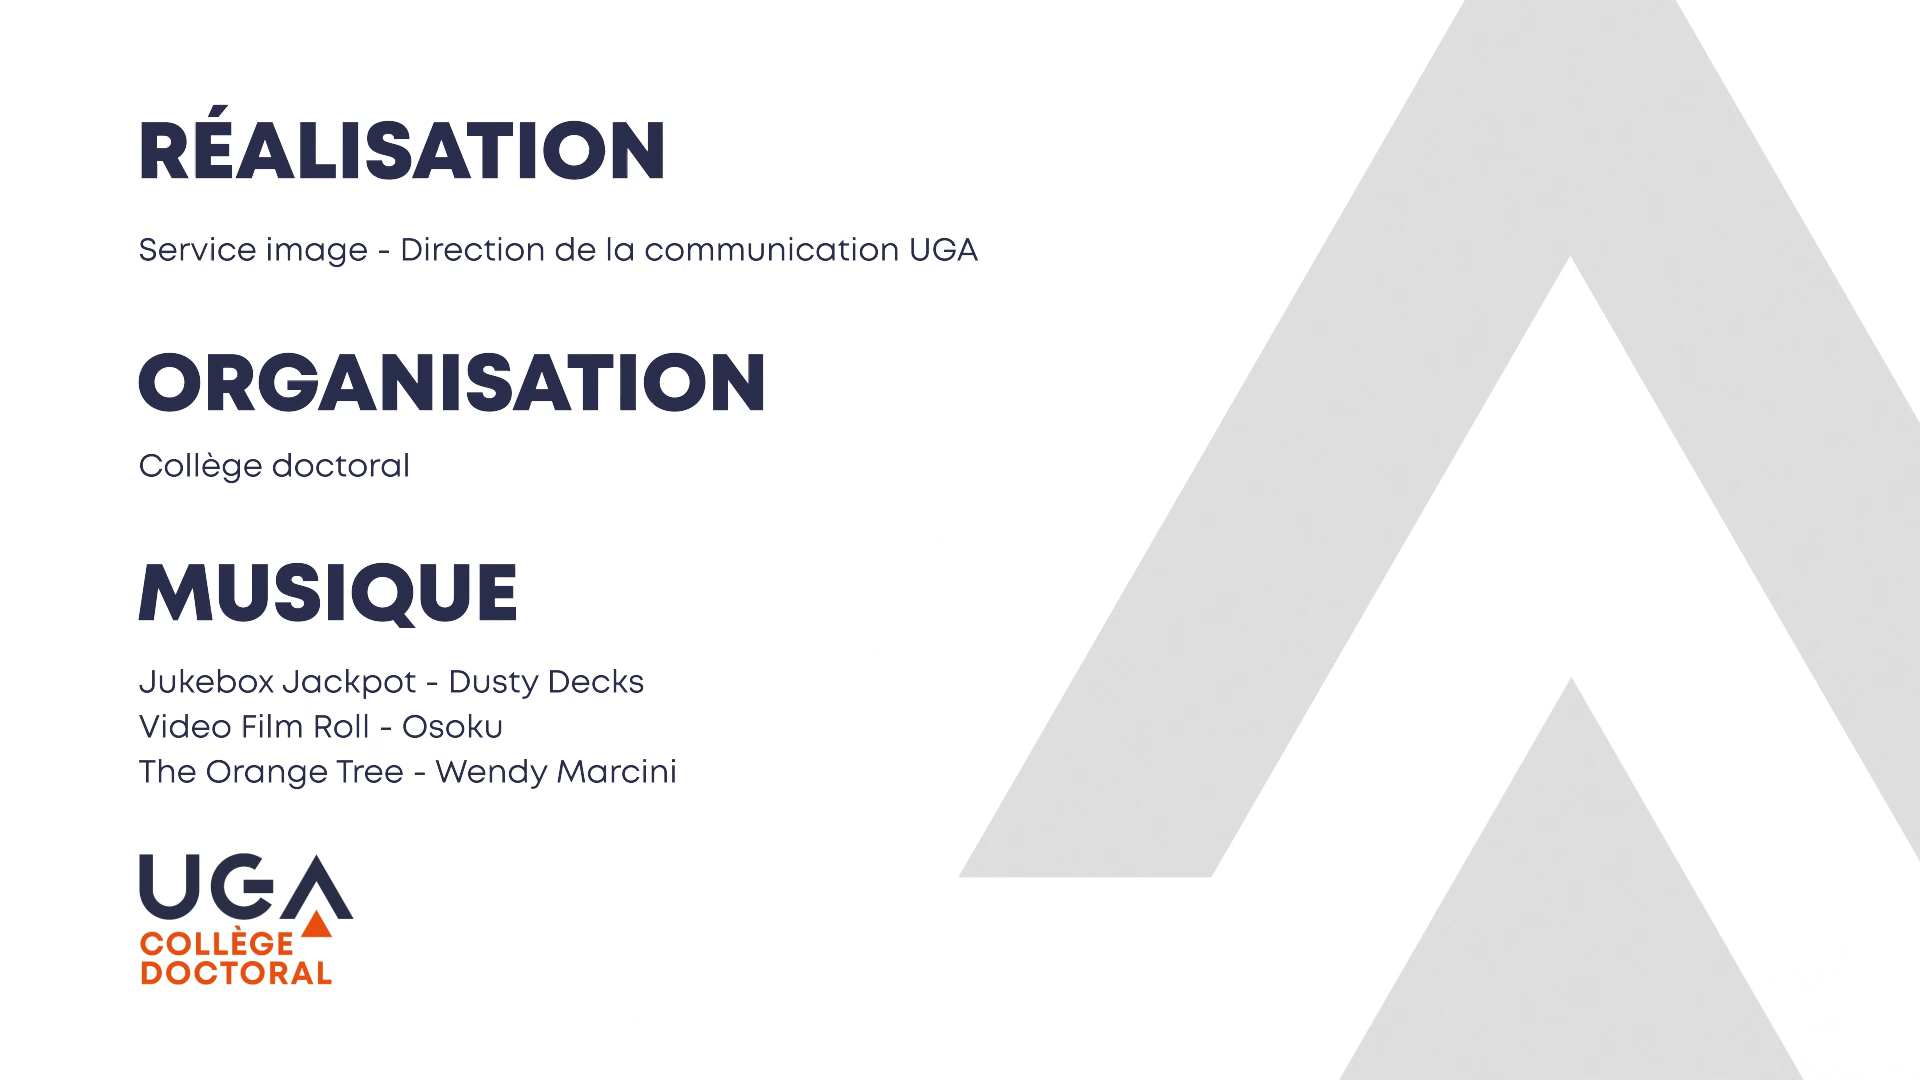 RÉALISATION
Service image - Direction de la communication UGA
ORGANISATION
Collège doctoral
MUSIQUE
Jukebox Jackpot - Dusty Decks
Video Film Roll - Osoku
The Orange Tree - Wendy Marcini
UGA
COLLÈGE
DOCTORAL